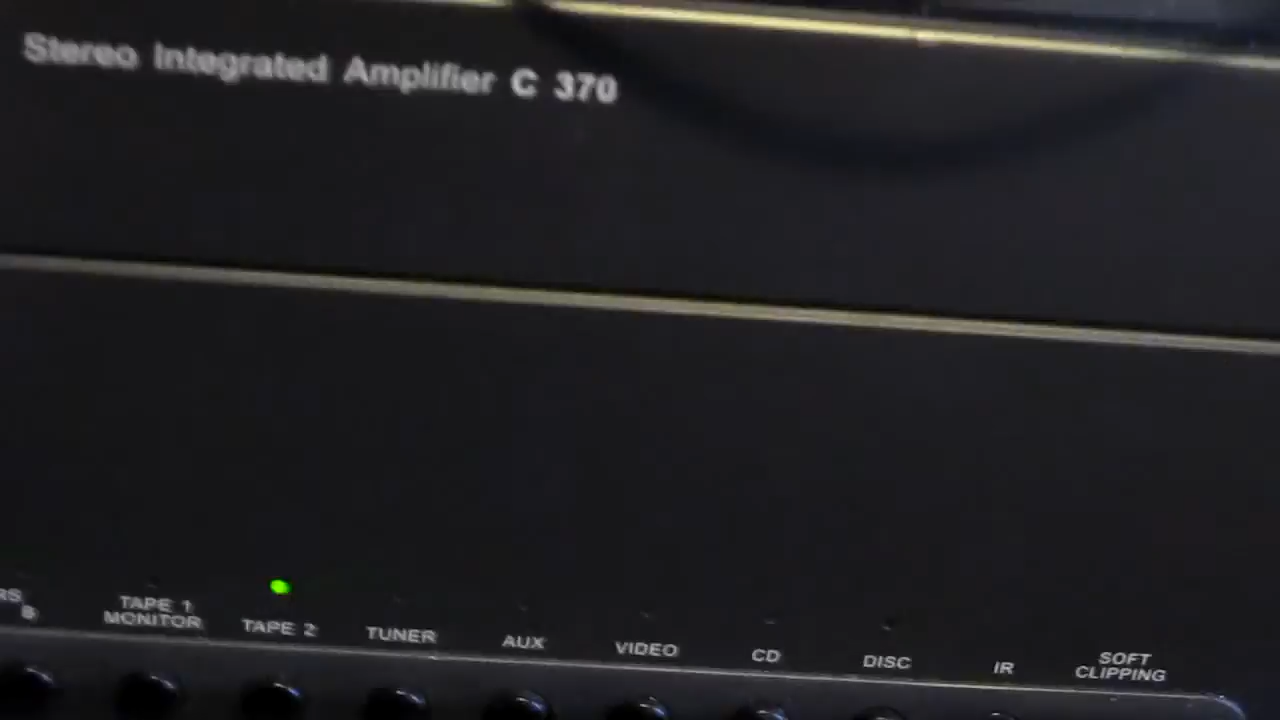 Stereo Integrated Amplifier C 370
B
TAPE 1
MONITOR
TAPE 2
TUNER
AUX
VIDEO
CD
DISC
IR
SOFT
CLIPPING